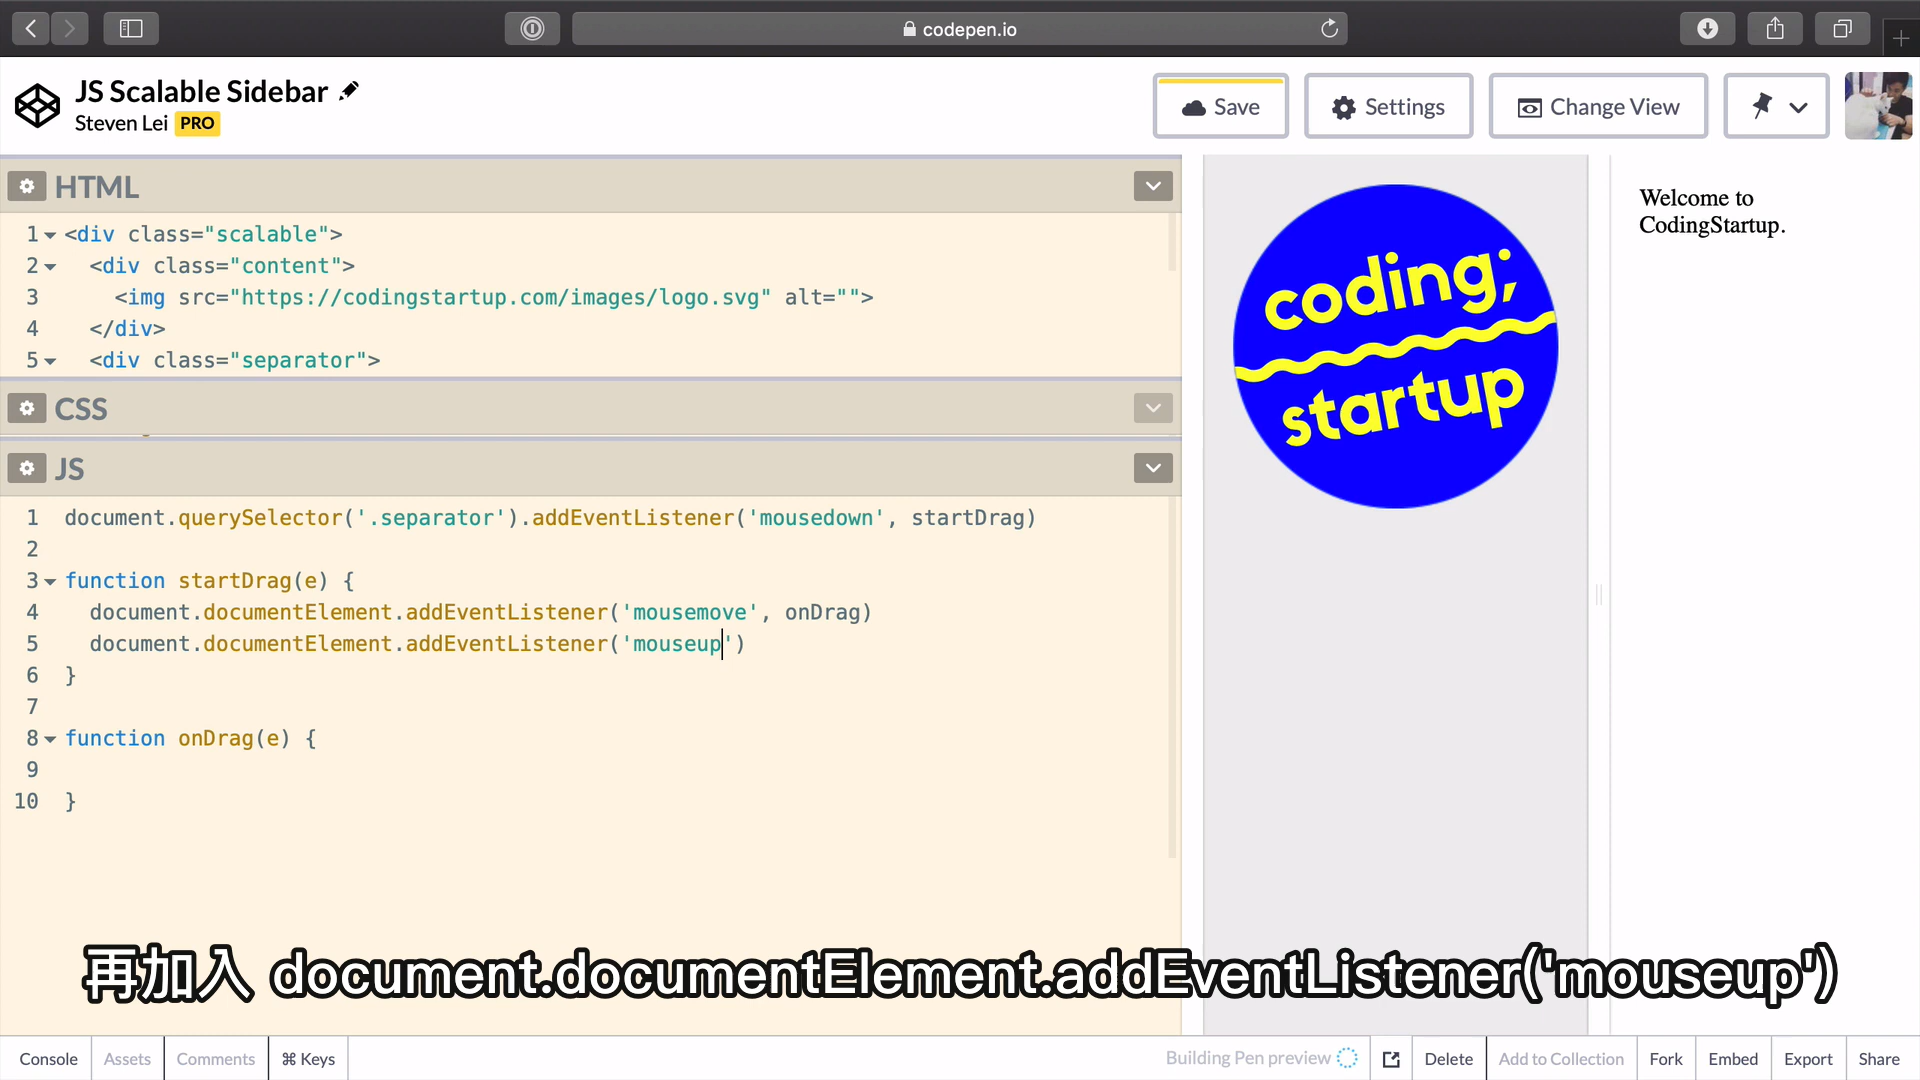 codepen.io
JS Scalable Sidebar
Steven Lei PRO
Save
Settings
Change View
HTML
1 <div class="scalable">
2 <div class="content">
3 <img src="https://codingstartup.com/images/logo.svg" alt="">
4 </div>
5 <div class="separator">
CSS
JS
1 document.querySelector('.separator').addEventListener('mousedown', startDrag)
2
3 function startDrag(e) {
4 document.documentElement.addEventListener('mousemove', onDrag)
5 document.documentElement.addEventListener('mouseup')
6 }
7
8 function onDrag(e) {
9
10 }
coding;
startup
Welcome to
CodingStartup.
再加入 document.documentElement.addEventListener('mouseup')
Console Assets Comments ⌘ Keys Building Pen preview Delete Add to Collection Fork Embed Export Share